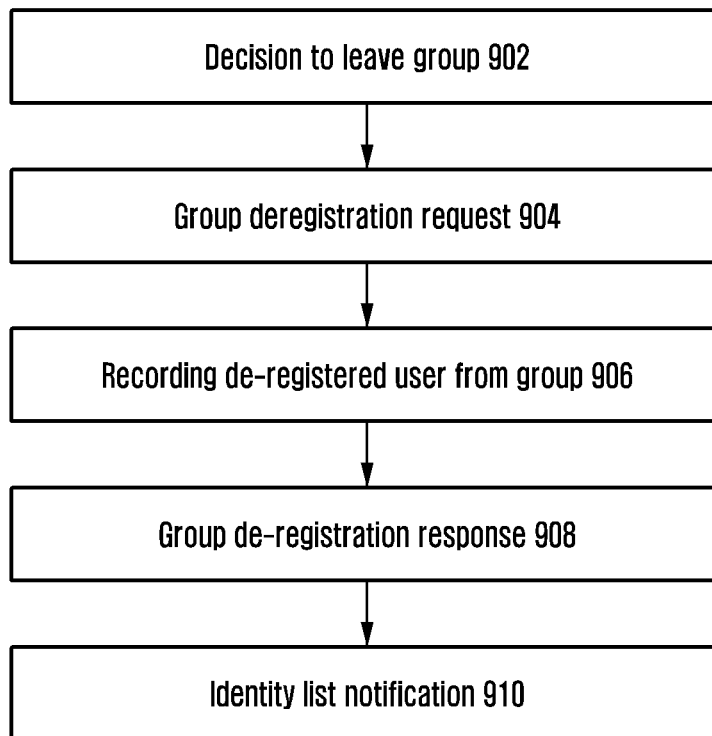 Decision to leave group 902
Group deregistration request 904
Recording de-registered user from group 906
Group de-registration response 908
Identity list notification 910